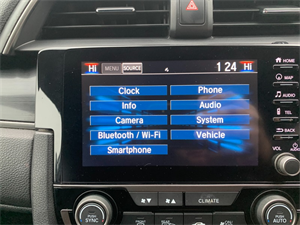 Hi MENU SOURCE 1:24 Hi
Clock Phone
Info Audio
Camera System
Bluetooth / Wi-Fi Vehicle
Smartphone
HOME
MAP
AUDIO
TEL
VOL
CLIMATE
SYNC
AUTO